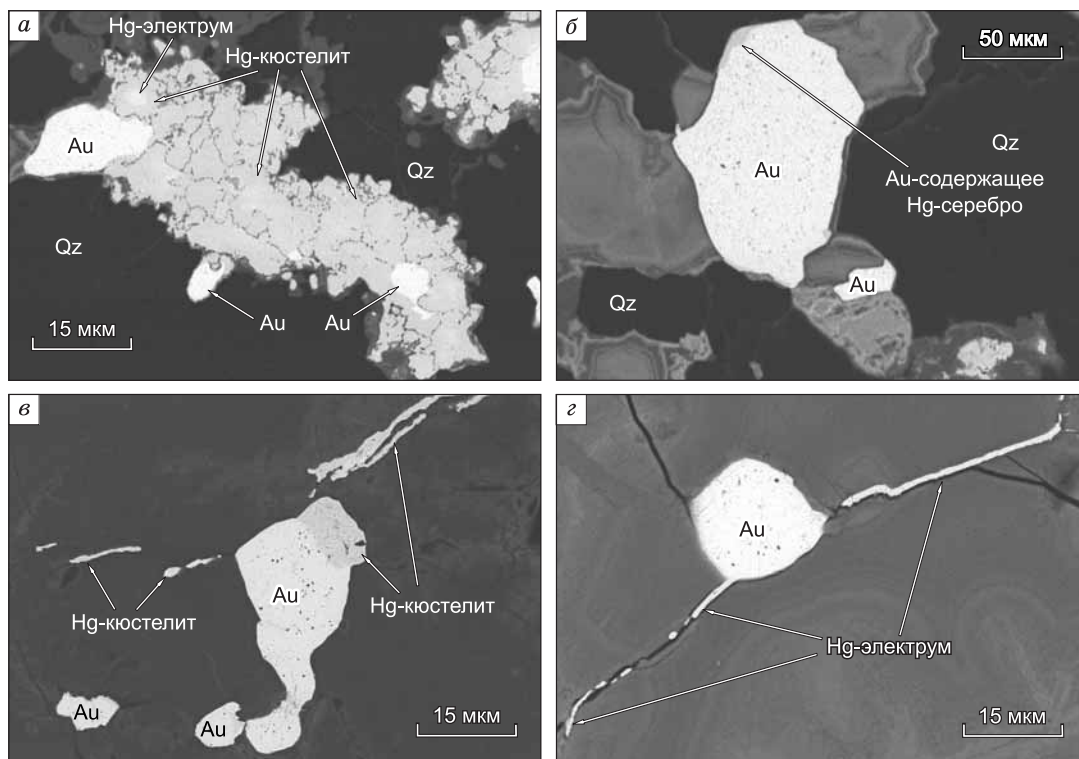 а
Hg-электрум
Hg-кюстелит
Au
Qz
Qz
Au
Au
15 мкм
б
50 мкм
Au
Qz
Au-содержащее
Hg-серебро
Au
Qz
в
Au
Hg-кюстелит
Hg-кюстелит
Au
Au
15 мкм
г
Au
Hg-электрум
15 мкм